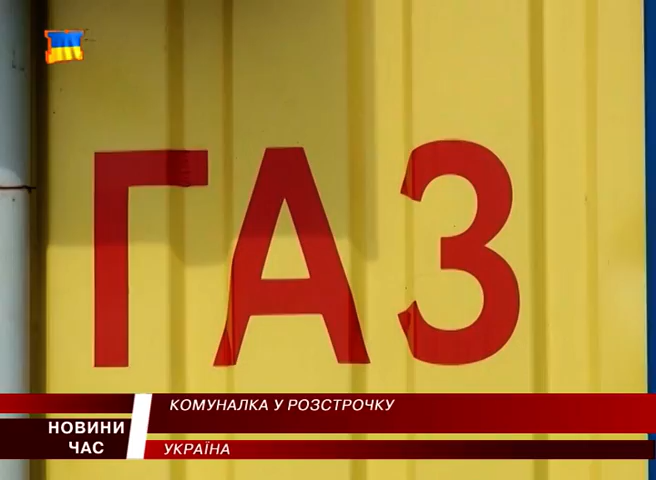 ГАЗ
КОМУНАЛКА У РОЗСТРОЧКУ
НОВИНИ
ЧАС
УКРАЇНА